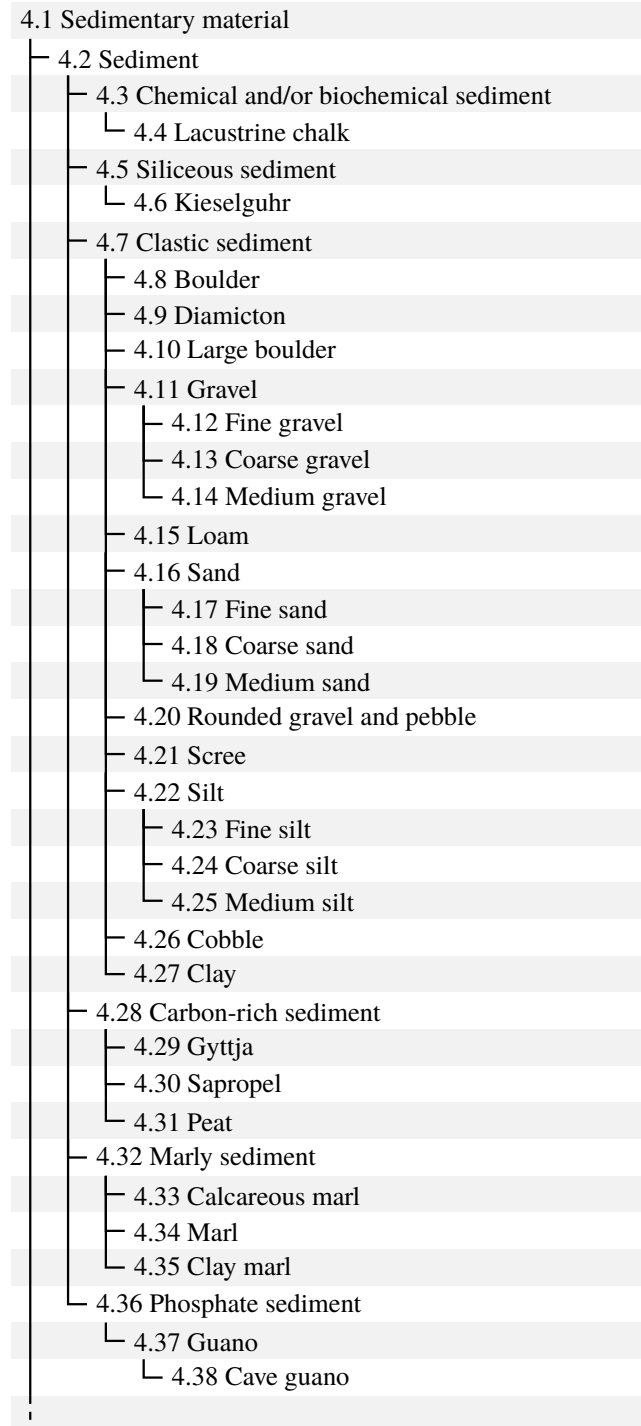 4.1 Sedimentary material
4.2 Sediment
4.3 Chemical and/or biochemical sediment
4.4 Lacustrine chalk
4.5 Siliceous sediment
4.6 Kieselguhr
4.7 Clastic sediment
4.8 Boulder
4.9 Diamicton
4.10 Large boulder
4.11 Gravel
4.12 Fine gravel
4.13 Coarse gravel
4.14 Medium gravel
4.15 Loam
4.16 Sand
4.17 Fine sand
4.18 Coarse sand
4.19 Medium sand
4.20 Rounded gravel and pebble
4.21 Scree
4.22 Silt
4.23 Fine silt
4.24 Coarse silt
4.25 Medium silt
4.26 Cobble
4.27 Clay
4.28 Carbon-rich sediment
4.29 Gyttja
4.30 Sapropel
4.31 Peat
4.32 Marly sediment
4.33 Calcareous marl
4.34 Marl
4.35 Clay marl
4.36 Phosphate sediment
4.37 Guano
4.38 Cave guano